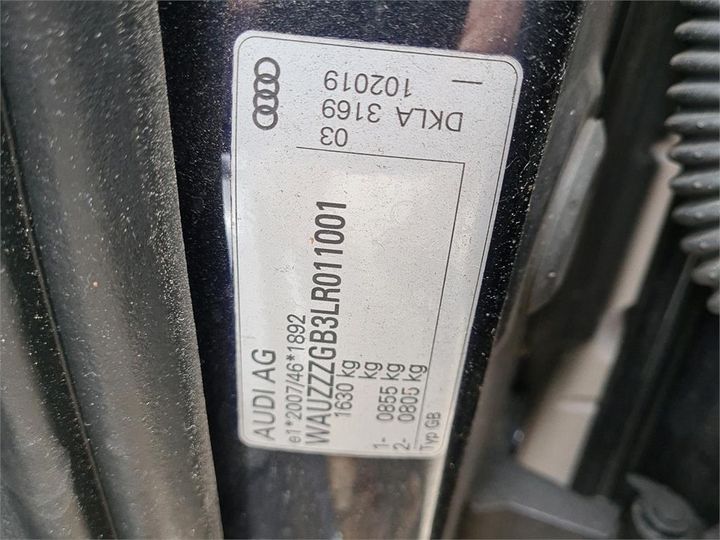 AUDI AG
e1*2007/46*1892
WAUZZZGB3LR011001
1630 kg
kg
1- 0855 kg
2- 0805 kg
Typ GB
03
DKLA 3169
102019